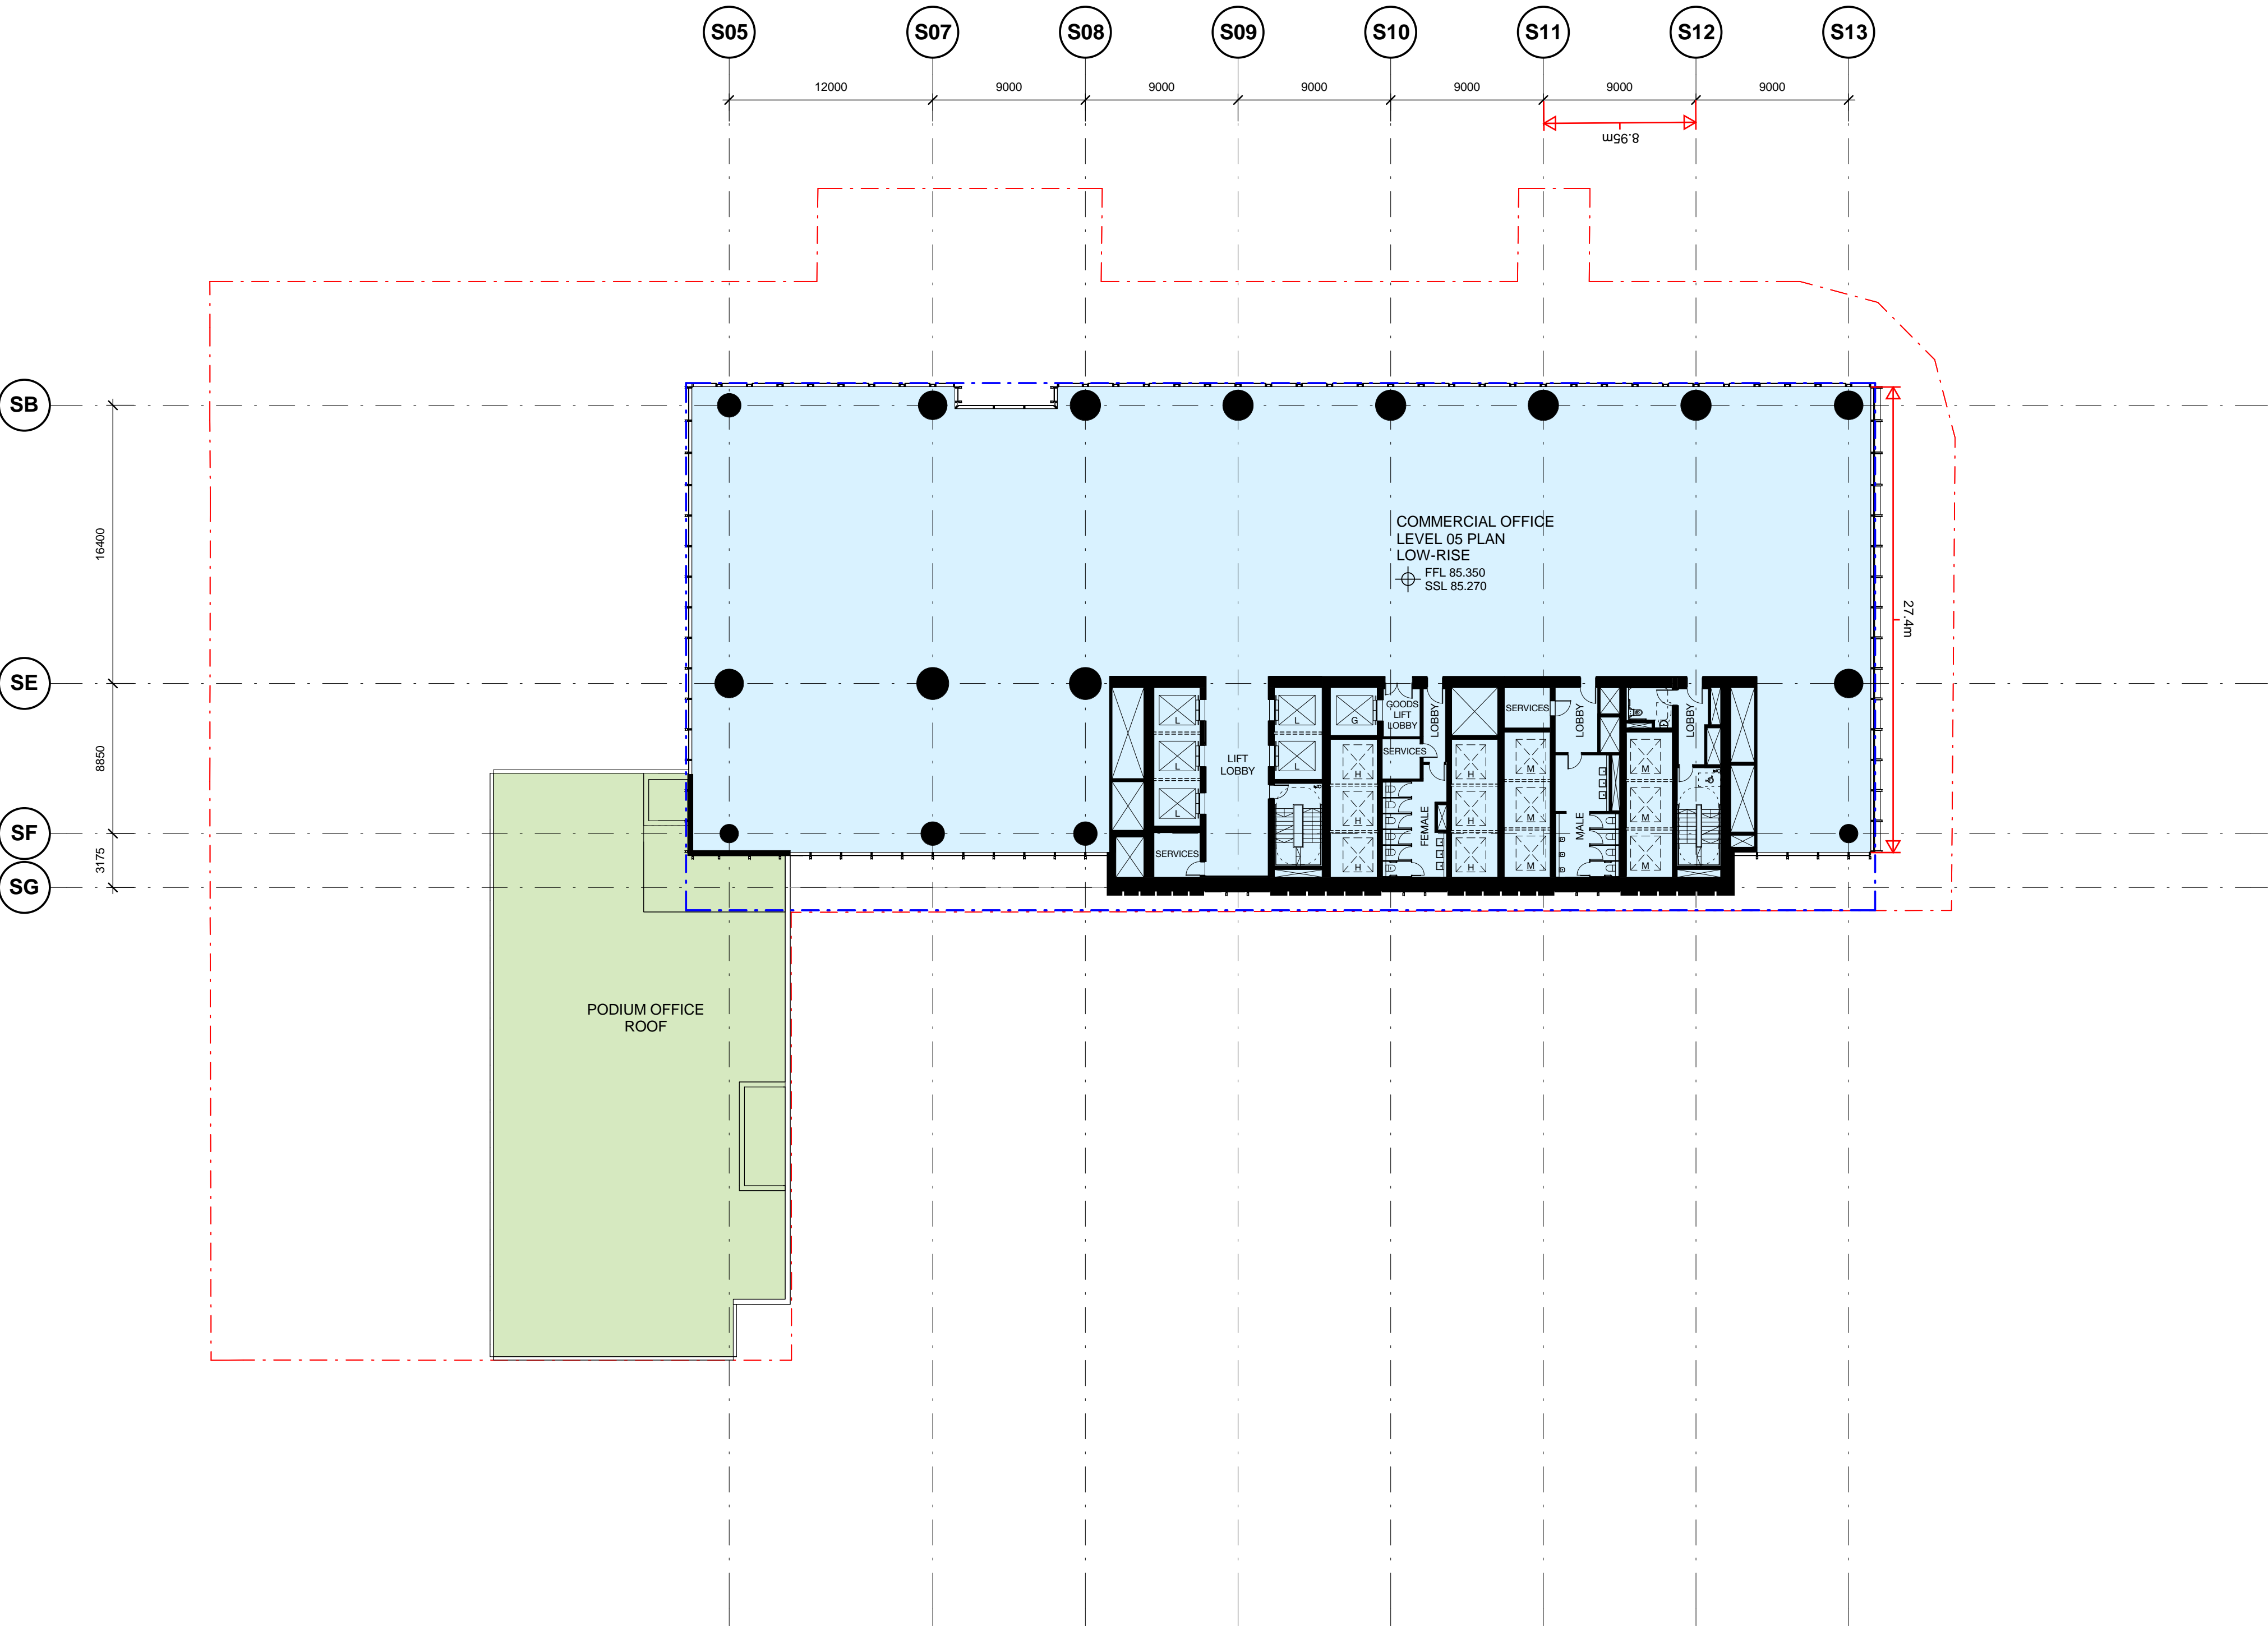 S05 S07 S08 S09 S10 S11 S12 S13
12000 9000 9000 9000 9000 9000 9000
8.95m
SB
16400
COMMERCIAL OFFICE
LEVEL 05 PLAN
LOW-RISE
FFL 85.350
SSL 85.270
27.4m
SE
GOODS
LIFT
LOBBY
LOBBY
SERVICES
LOBBY
LOBBY
L L G
SERVICES
LIFT
LOBBY
L L H H M M
8850
L H H M M
SF
FEMALE
MALE
SERVICES
H H M M
3175
SG
PODIUM OFFICE
ROOF